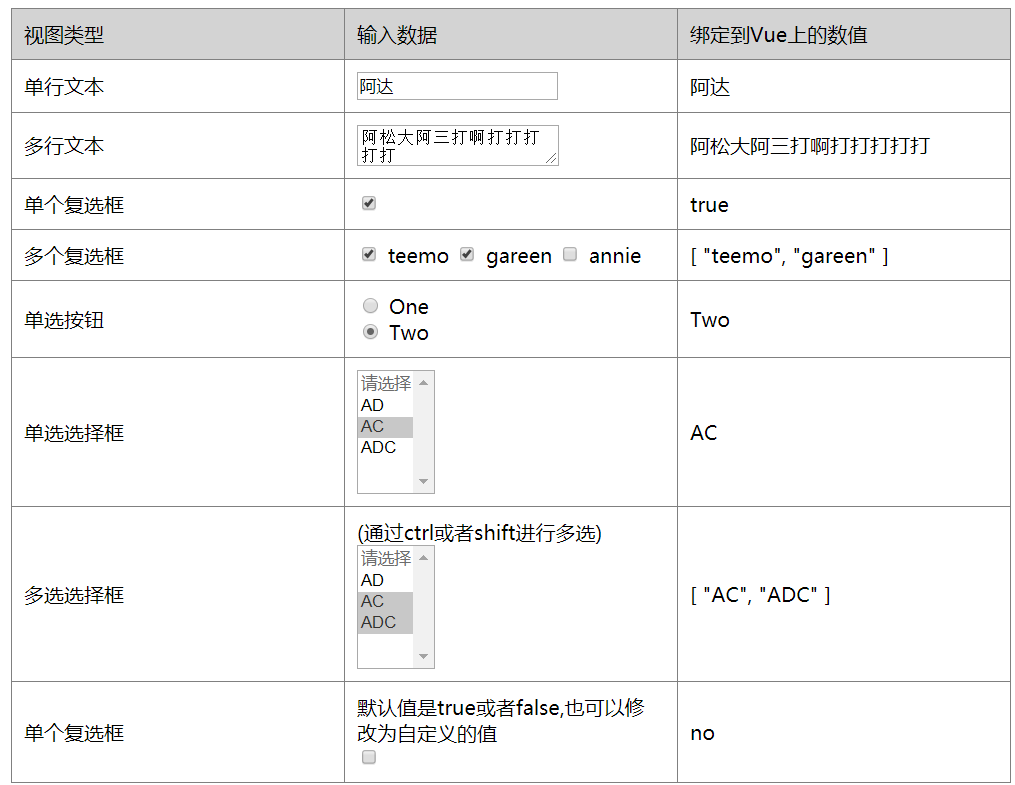 视图类型 输入数据 绑定到Vue上的数值
单行文本 阿达 阿达
多行文本 阿松大阿三打啊打打打
打打 阿松大阿三打啊打打打打打
单个复选框 true
多个复选框 teemo gareen annie [ "teemo", "gareen" ]
单选按钮 One
Two Two
单选选择框 请选择
AD
AC
ADC AC
多选选择框 (通过ctrl或者shift进行多选)
请选择
AD
AC
ADC [ "AC", "ADC" ]
单个复选框 默认值是true或者false,也可以修
改为自定义的值 no